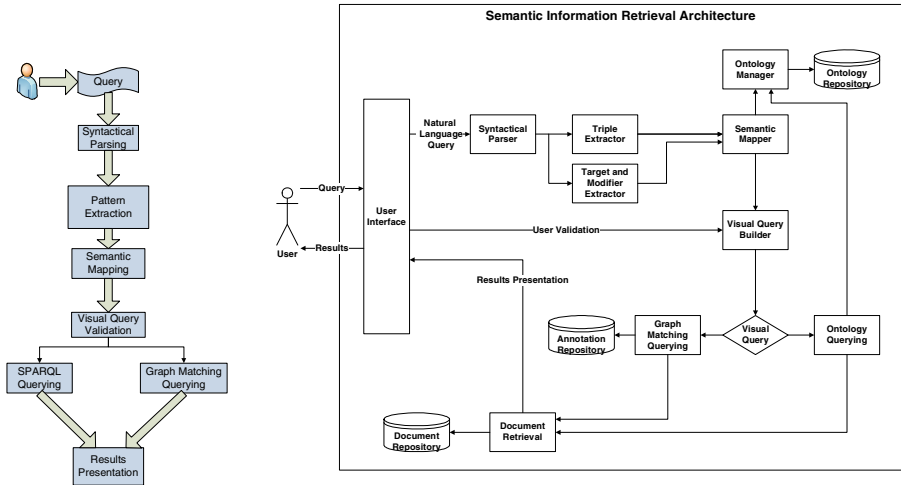 Query
Syntactical
Parsing
Pattern
Extraction
Semantic
Mapping
Visual Query
Validation
SPARQL
Querying
Graph Matching
Querying
Results
Presentation
Semantic Information Retrieval Architecture
Ontology
Manager
Ontology
Repository
Natural
Language
Query
Syntactical
Parser
Triple
Extractor
Semantic
Mapper
Target and
Modifier
Extractor
Query
User
Interface
User
Results
User Validation
Visual Query
Builder
Results Presentation
Annotation
Repository
Graph
Matching
Querying
Visual
Query
Ontology
Querying
Document
Repository
Document
Retrieval